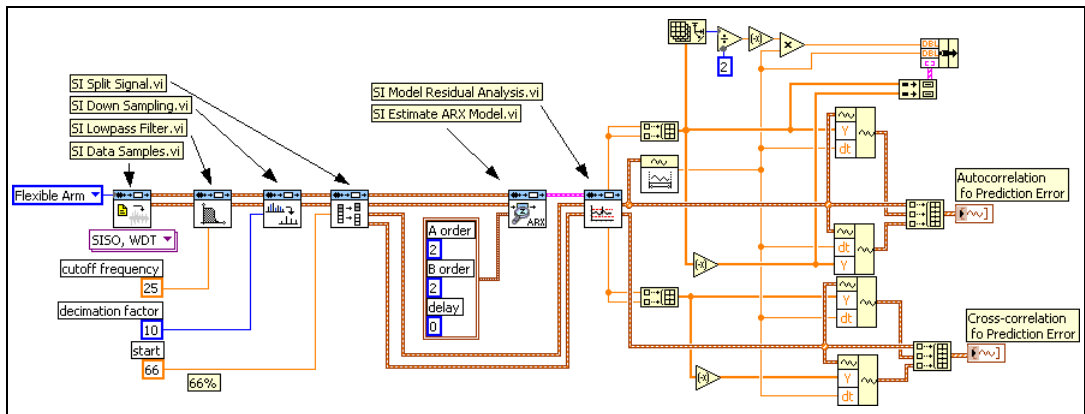 SI Split Signal.vi
SI Down Sampling.vi
SI Lowpass Filter.vi
SI Data Samples.vi
SI Model Residual Analysis.vi
SI Estimate ARX Model.vi
2
DBL
DBL
Flexible Arm
SISO, WDT
ARX
cutoff frequency
25
decimation factor
10
start
66
66%
A order
2
B order
2
delay
0
Y
dt
dt
Y
Autocorrelation
fo Prediction Error
Y
dt
Y
dt
Cross-correlation
fo Prediction Error
(-x)
(-x)
(-x)